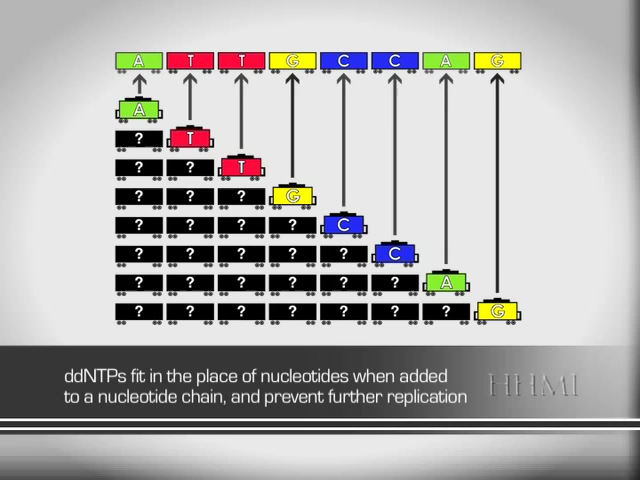 A T T G C C A G
A
? T
? ? T
? ? ? G
? ? ? ? C
? ? ? ? ? C
? ? ? ? ? ? A
? ? ? ? ? ? ? G
ddNTPs fit in the place of nucleotides when added
to a nucleotide chain, and prevent further replication
HHMI